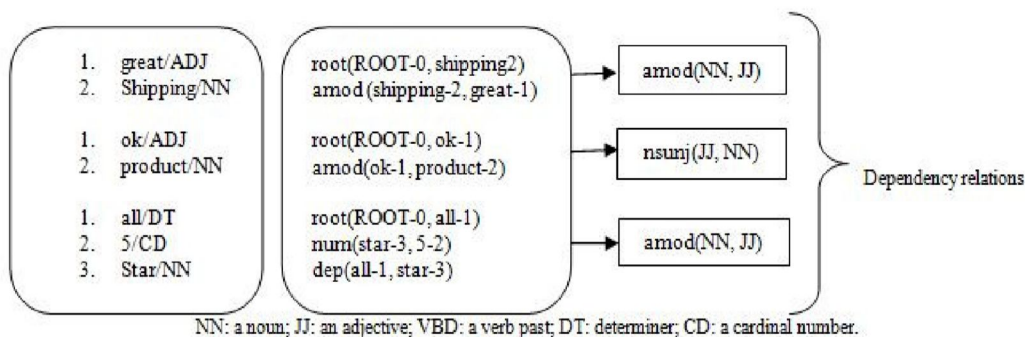 1. great/ADJ
2. Shipping/NN
1. ok/ADJ
2. product/NN
1. all/DT
2. 5/CD
3. Star/NN
root(ROOT-0, shipping2)
amod (shipping-2, great-1)
root(ROOT-0, ok-1)
amod(ok-1, product-2)
root(ROOT-0, all-1)
num(star-3, 5-2)
dep(all-1, star-3)
amod(NN, JJ)
nsunj(JJ, NN)
amod(NN, JJ)
Dependency relations
NN: a noun; JJ: an adjective; VBD: a verb past; DT: determiner; CD: a cardinal number.